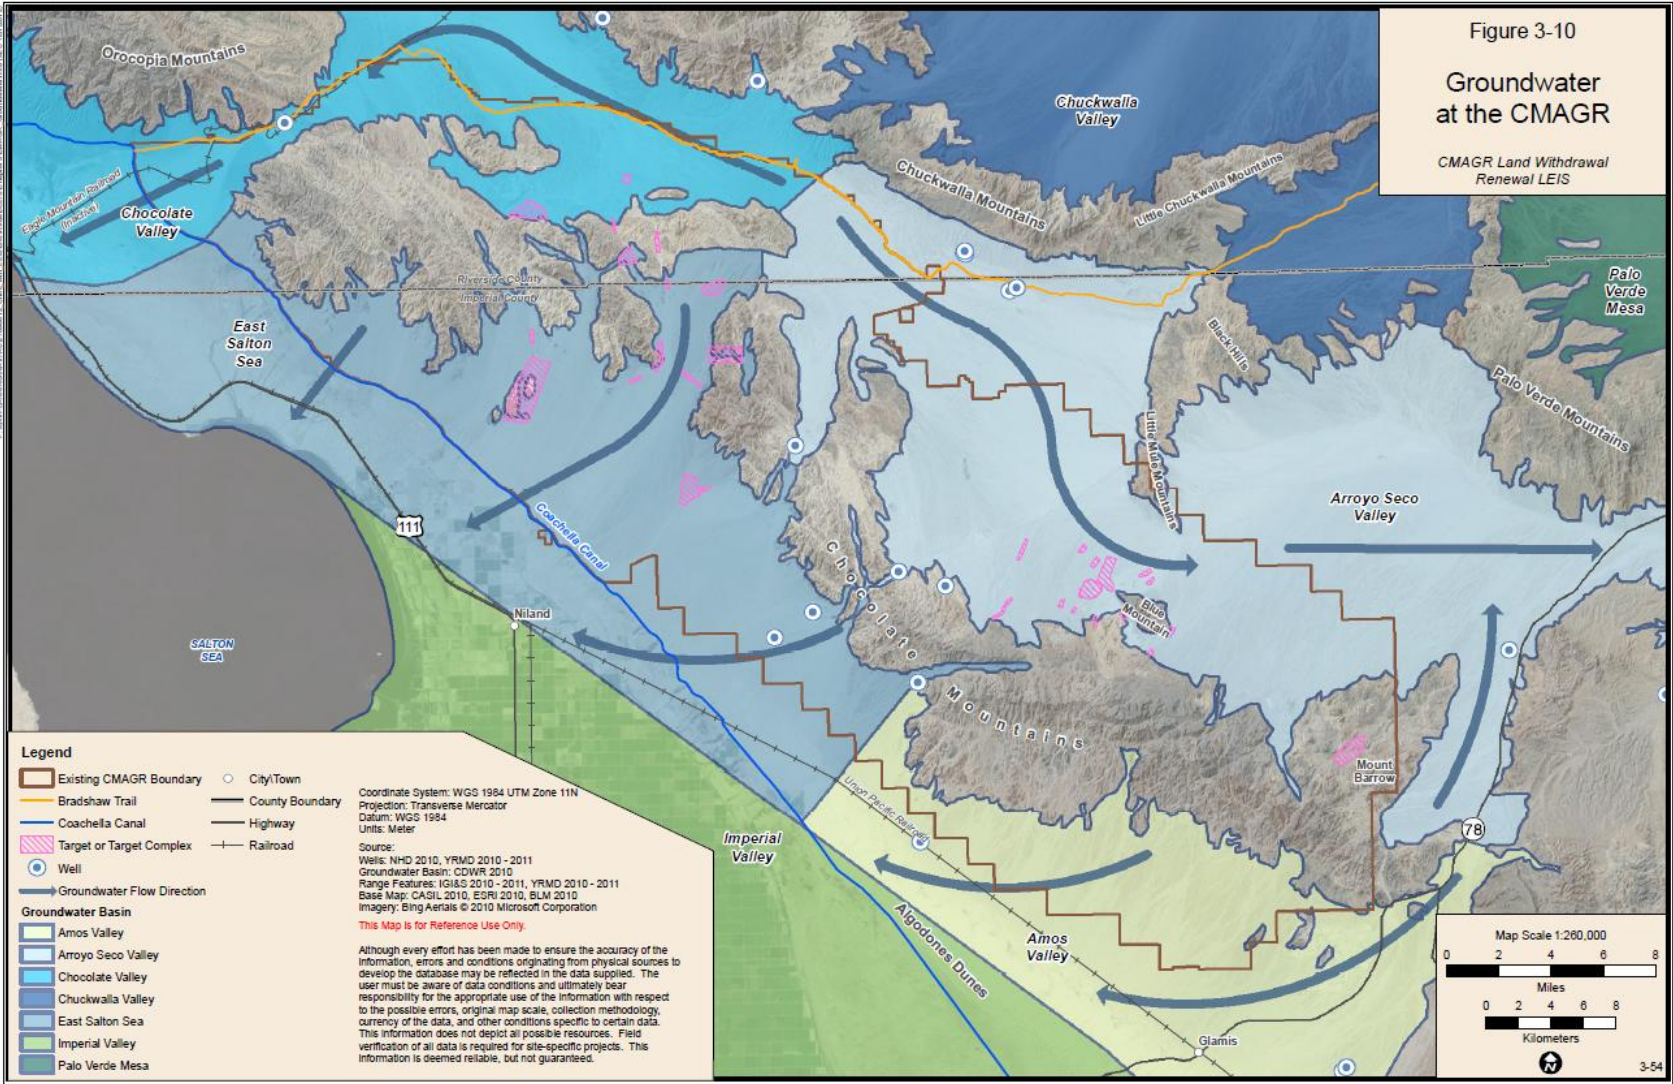 Figure 3-10
Groundwater
at the CMAGR
CMAGR Land Withdrawal
Renewal LEIS
Orocopia Mountains
Chuckwalla
Valley
Chuckwalla Mountains
Little Chuckwalla Mountains
Eagle Mountain Railroad
(Inactive)
Chocolate
Valley
Riverside County
Imperial County
Palo
Verde
Mesa
East
Salton
Sea
Black Hills
Palo Verde Mountains
Little Mule Mountains
Arroyo Seco
Valley
111
Coachella Canal
Chocolate
Mountains
Blue
Mountain
Niland
SALTON
SEA
Mount
Barrow
78
Union Pacific Railroad
Imperial
Valley
Algodones Dunes
Amos
Valley
Glamis
Legend
Existing CMAGR Boundary
Bradshaw Trail
Coachella Canal
Target or Target Complex
Well
Groundwater Flow Direction
City\Town
County Boundary
Highway
Railroad
Groundwater Basin
Amos Valley
Arroyo Seco Valley
Chocolate Valley
Chuckwalla Valley
East Salton Sea
Imperial Valley
Palo Verde Mesa
Coordinate System: WGS 1984 UTM Zone 11N
Projection: Transverse Mercator
Datum: WGS 1984
Units: Meter
Source:
Wells: NHD 2010, YRMD 2010 - 2011
Groundwater Basin: CDWR 2010
Range Features: IGI&S 2010 - 2011, YRMD 2010 - 2011
Base Map: CASIL 2010, ESRI 2010, BLM 2010
Imagery: Bing Aerials © 2010 Microsoft Corporation
This Map is for Reference Use Only.
Although every effort has been made to ensure the accuracy of the
information, errors and conditions originating from physical sources to
develop the database may be reflected in the data supplied. The
user must be aware of data conditions and ultimately bear
responsibility for the appropriate use of the information with respect
to the possible errors, original map scale, collection methodology,
currency of the data, and other conditions specific to certain data.
This information does not depict all possible resources. Field
verification of all data is required for site-specific projects. This
information is deemed reliable, but not guaranteed.
Map Scale 1:260,000
0 2 4 6 8
Miles
0 2 4 6 8
Kilometers
3-54